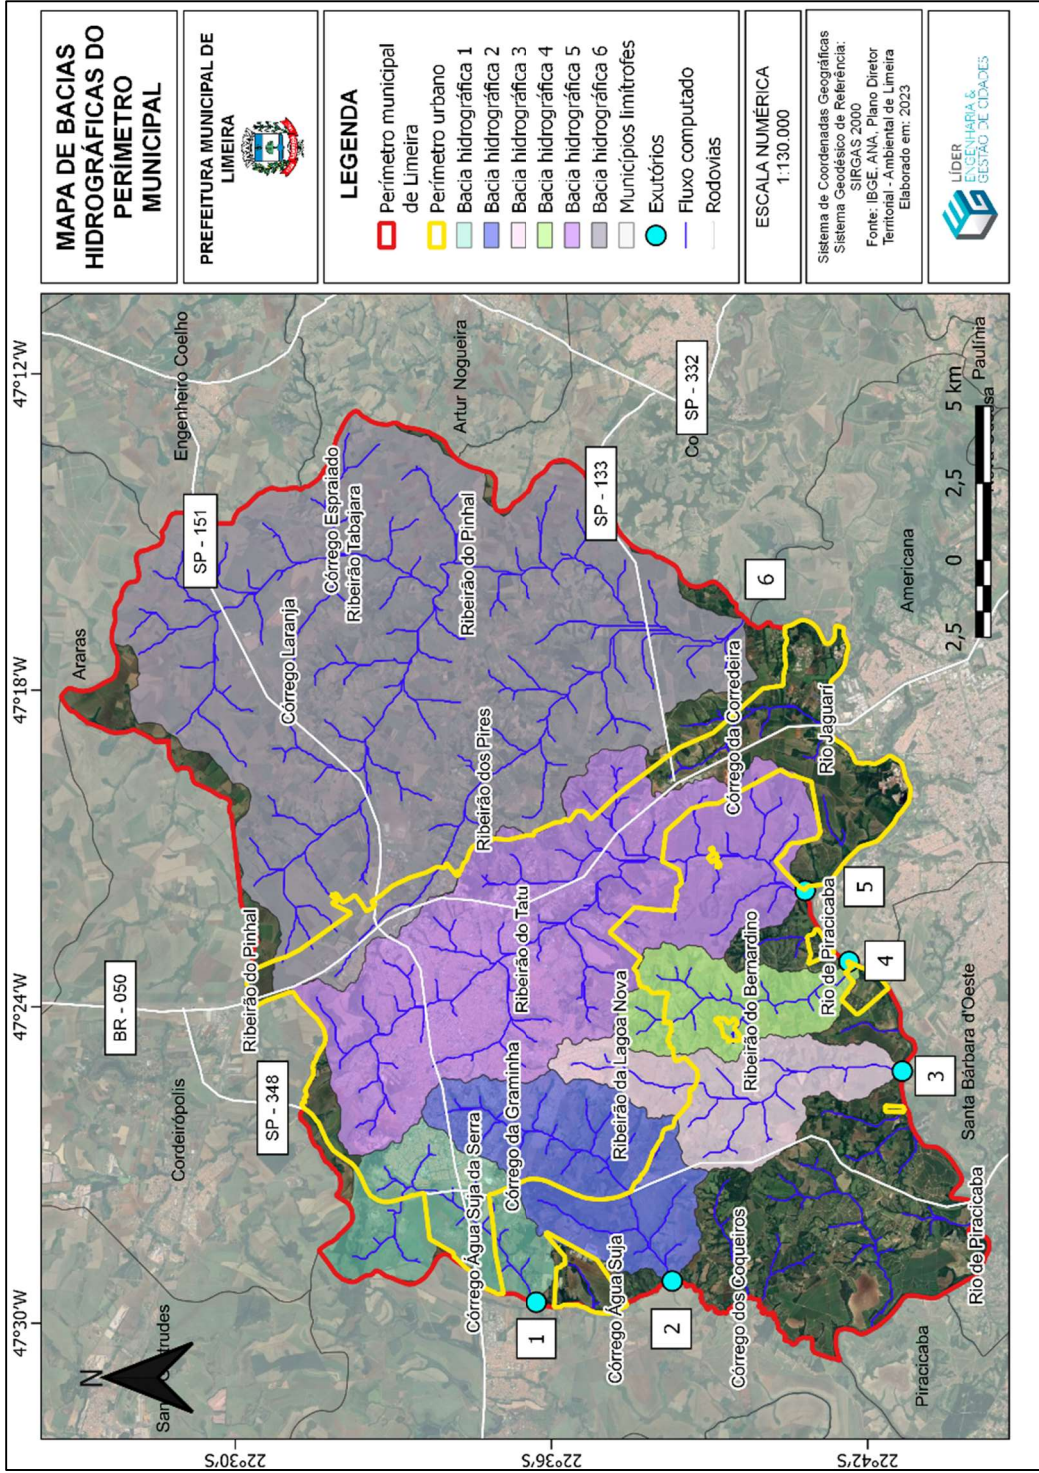 MAPA DE BACIAS
HIDROGRÁFICAS DO
PERÍMETRO
MUNICIPAL
PREFEITURA MUNICIPAL DE
LIMEIRA
LEGENDA
Perímetro municipal
de Limeira
Perímetro urbano
Bacia hidrográfica 1
Bacia hidrográfica 2
Bacia hidrográfica 3
Bacia hidrográfica 4
Bacia hidrográfica 5
Bacia hidrográfica 6
Municípios limítrofes
Exutórios
Fluxo computado
Rodovias
ESCALA NUMÉRICA
1:130.000
Sistema de Coordenadas Geográficas
Sistema Geodésico de Referência:
SIRGAS 2000
Fonte: IBGE, ANA, Plano Diretor
Territorial - Ambiental de Limeira
Elaborado em: 2023
LÍDER
ENGENHARIA &
GESTÃO DE CIDADES
47°30'W
47°24'W
47°18'W
47°12'W
22°30'S
22°36'S
22°42'S
N
Cordeirópolis
Araras
Engenheiro Coelho
Artur Nogueira
Americana
Paulínia
Santa Bárbara d'Oeste
Piracicaba
BR - 050
SP - 348
SP - 151
SP - 133
SP - 332
Ribeirão do Pinhal
Córrego Laranja
Córrego Espraiado
Ribeirão Tabajara
Ribeirão do Pinhal
Ribeirão dos Pires
Ribeirão do Tatu
Córrego da Graminha
Córrego Água Suja da Serra
Ribeirão da Lagoa Nova
Córrego Água Suja
Córrego dos Coqueiros
Ribeirão do Bernardino
Córrego da Corredeira
Rio Jaguarí
Rio de Piracicaba
Rio de Piracicaba
1
2
3
4
5
6
2,5
0
2,5
5 km